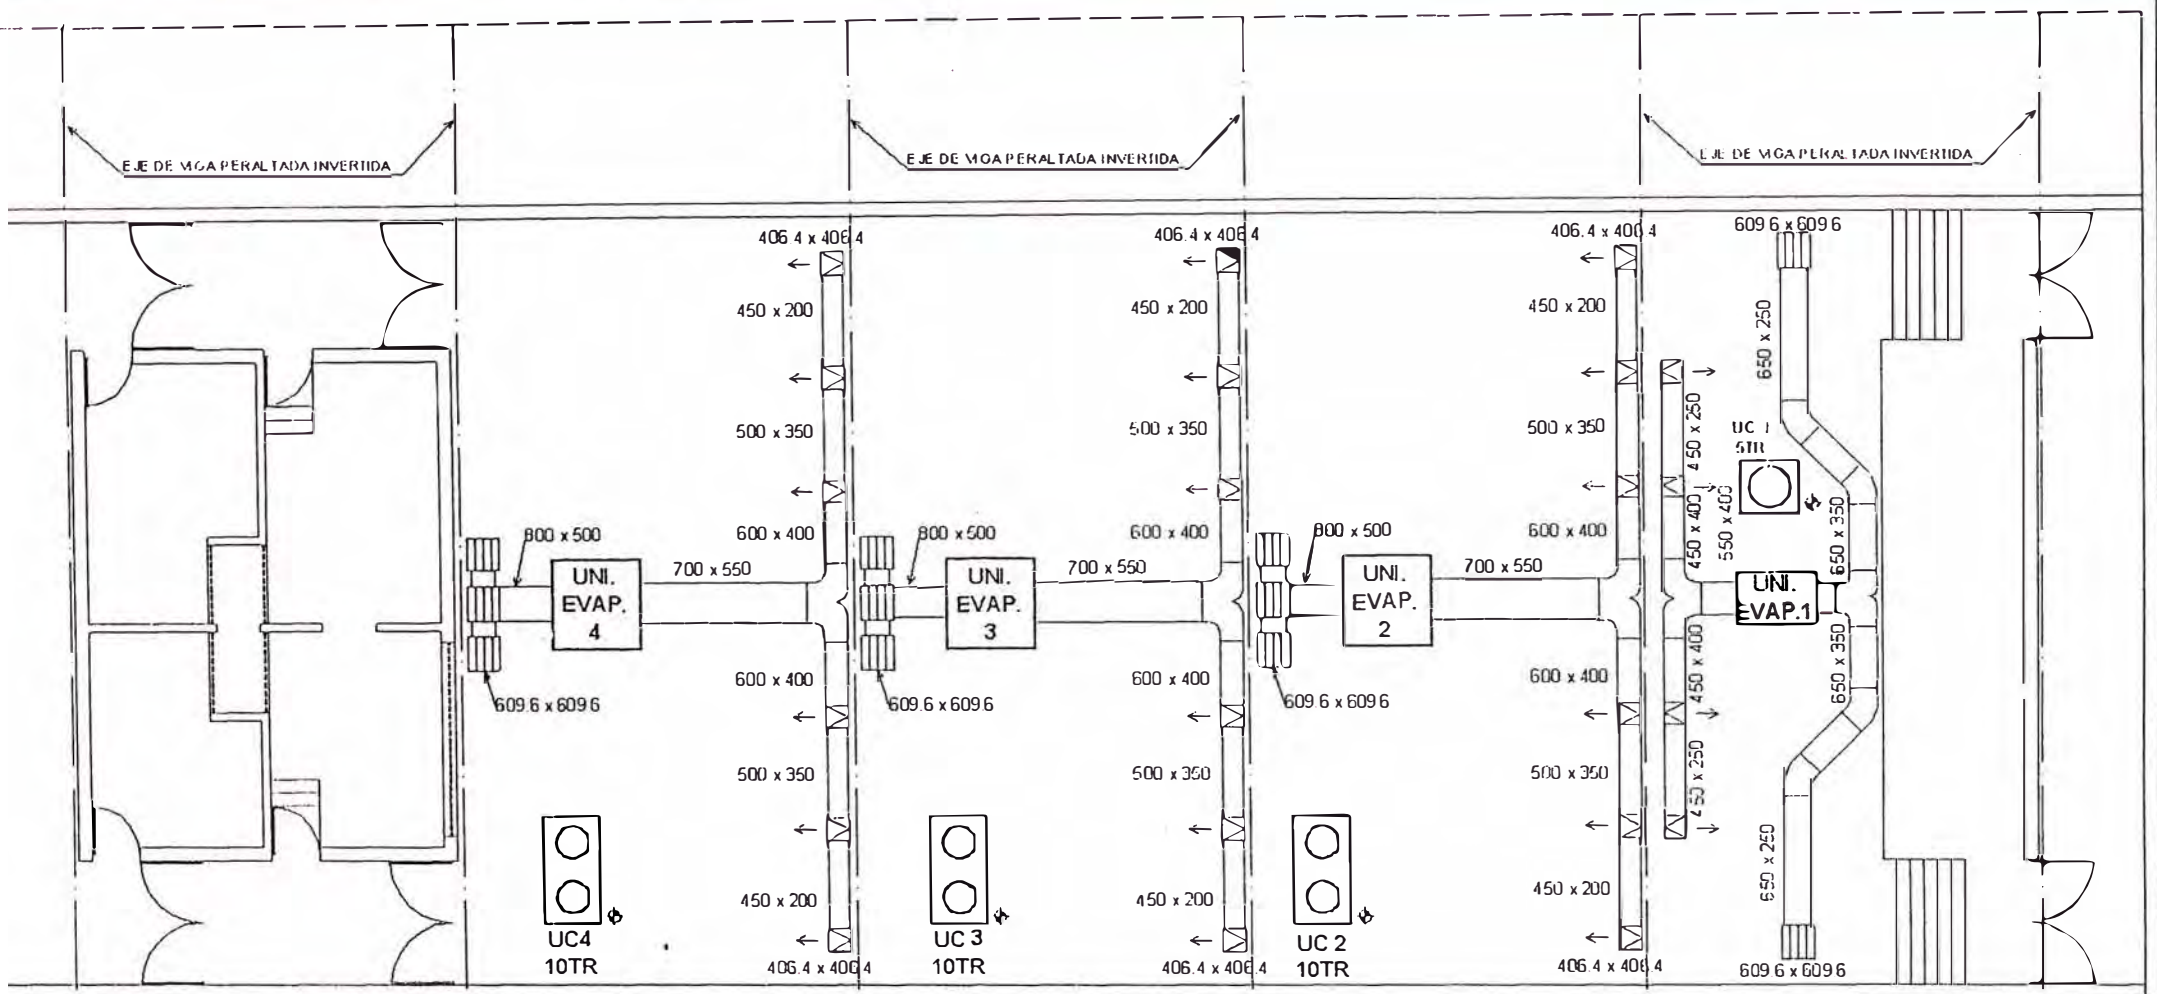 EJE DE VIGA PERALTADA INVERTIDA
EJE DE VIGA PERALTADA INVERTIDA
EJE DE VIGA PERALTADA INVERTIDA
406.4 x 406.4
406.4 x 406.4
406.4 x 406.4
609.6 x 609.6
450 x 200
450 x 200
450 x 200
650 x 250
500 x 350
500 x 350
500 x 350
450 x 250
UC 1
5TR
800 x 500
600 x 400
800 x 500
600 x 400
800 x 500
600 x 400
450 x 400
550 x 400
650 x 350
UNI.
EVAP.
4
700 x 550
UNI.
EVAP.
3
700 x 550
UNI.
EVAP.
2
700 x 550
UNI.
EVAP.1
609.6 x 609.6
600 x 400
609.6 x 609.6
600 x 400
609.6 x 609.6
600 x 400
450 x 400
650 x 350
500 x 350
500 x 350
500 x 350
450 x 250
650 x 250
450 x 200
450 x 200
450 x 200
UC4
10TR
UC 3
10TR
UC 2
10TR
406.4 x 406.4
406.4 x 406.4
406.4 x 406.4
609.6 x 609.6